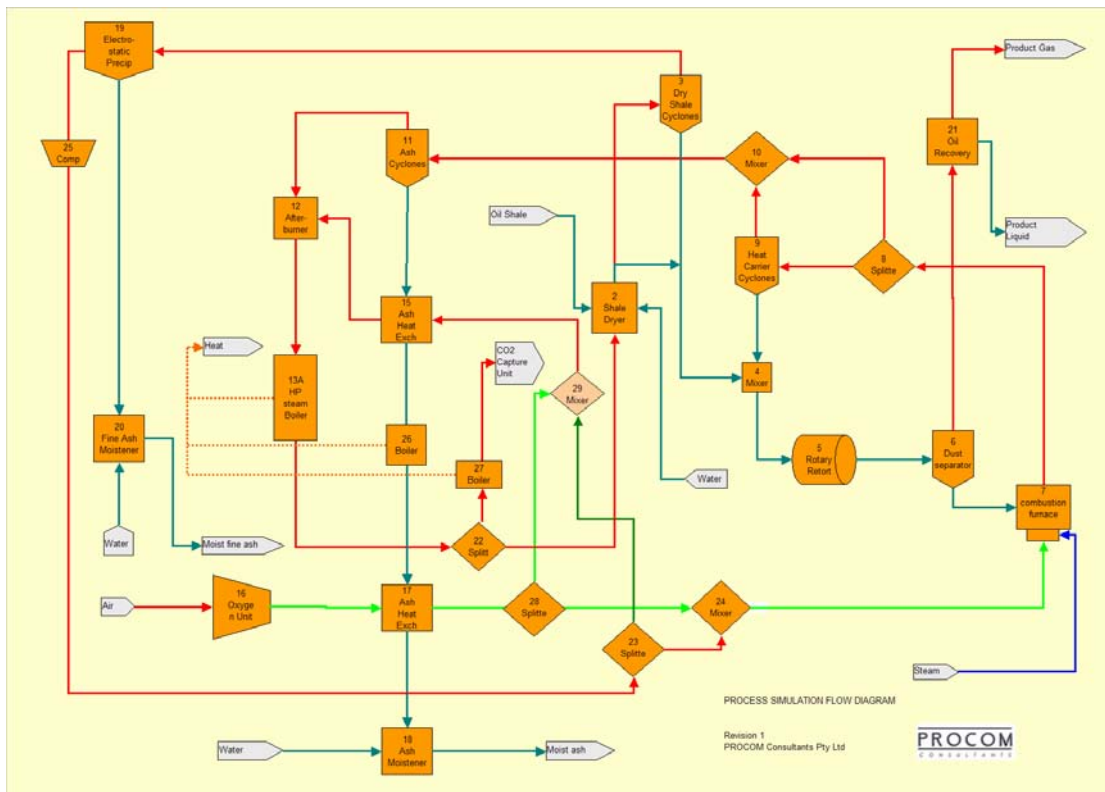 19
Electro-
static
Precip
Product Gas
3
Dry
Shale
Cyclones
21
Oil
Recovery
25
Comp
11
Ash
Cyclones
10
Mixer
12
After-
burner
Oil Shale
Product
Liquid
9
Heat
Carrier
Cyclones
8
Splitte
2
Shale
Dryer
15
Ash
Heat
Exch
Heat
CO2
Capture
Unit
13A
HP
steam
Boiler
29
Mixer
4
Mixer
20
Fine Ash
Moistener
26
Boiler
27
Boiler
5
Rotary
Retort
6
Dust
separator
Water
7
combustion
furnace
Water
Moist fine ash
22
Splitt
Air
16
Oxyge
n Unit
17
Ash
Heat
Exch
28
Splitte
24
Mixer
23
Splitte
Steam
PROCESS SIMULATION FLOW DIAGRAM
Revision 1
PROCOM Consultants Pty Ltd
PROCOM
CONSULTANTS
Water
18
Ash
Moistener
Moist ash